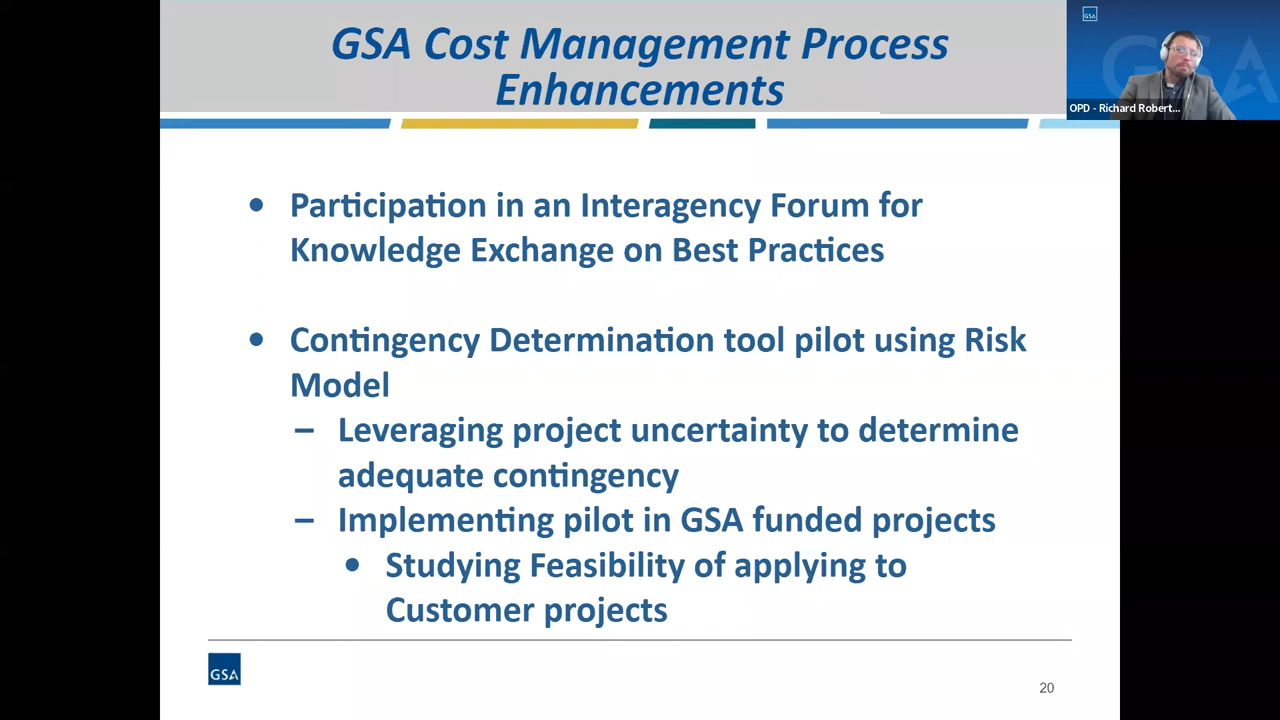 GSA Cost Management Process
Enhancements
GSA
OPD - Richard Robert...
• Participation in an Interagency Forum for
Knowledge Exchange on Best Practices
• Contingency Determination tool pilot using Risk
Model
– Leveraging project uncertainty to determine
adequate contingency
– Implementing pilot in GSA funded projects
• Studying Feasibility of applying to
Customer projects
GSA
20